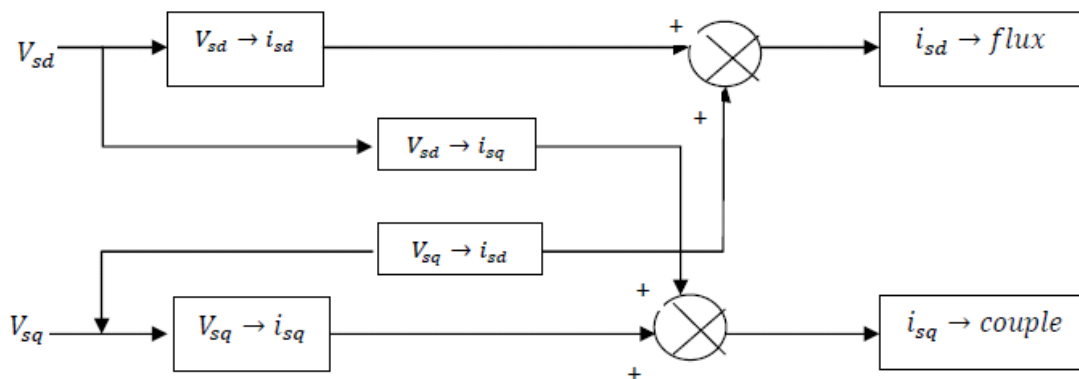 V_sd
V_sd → i_sd
+
i_sd → flux
+
V_sd → i_sq
V_sq → i_sd
+
V_sq
V_sq → i_sq
i_sq → couple
+